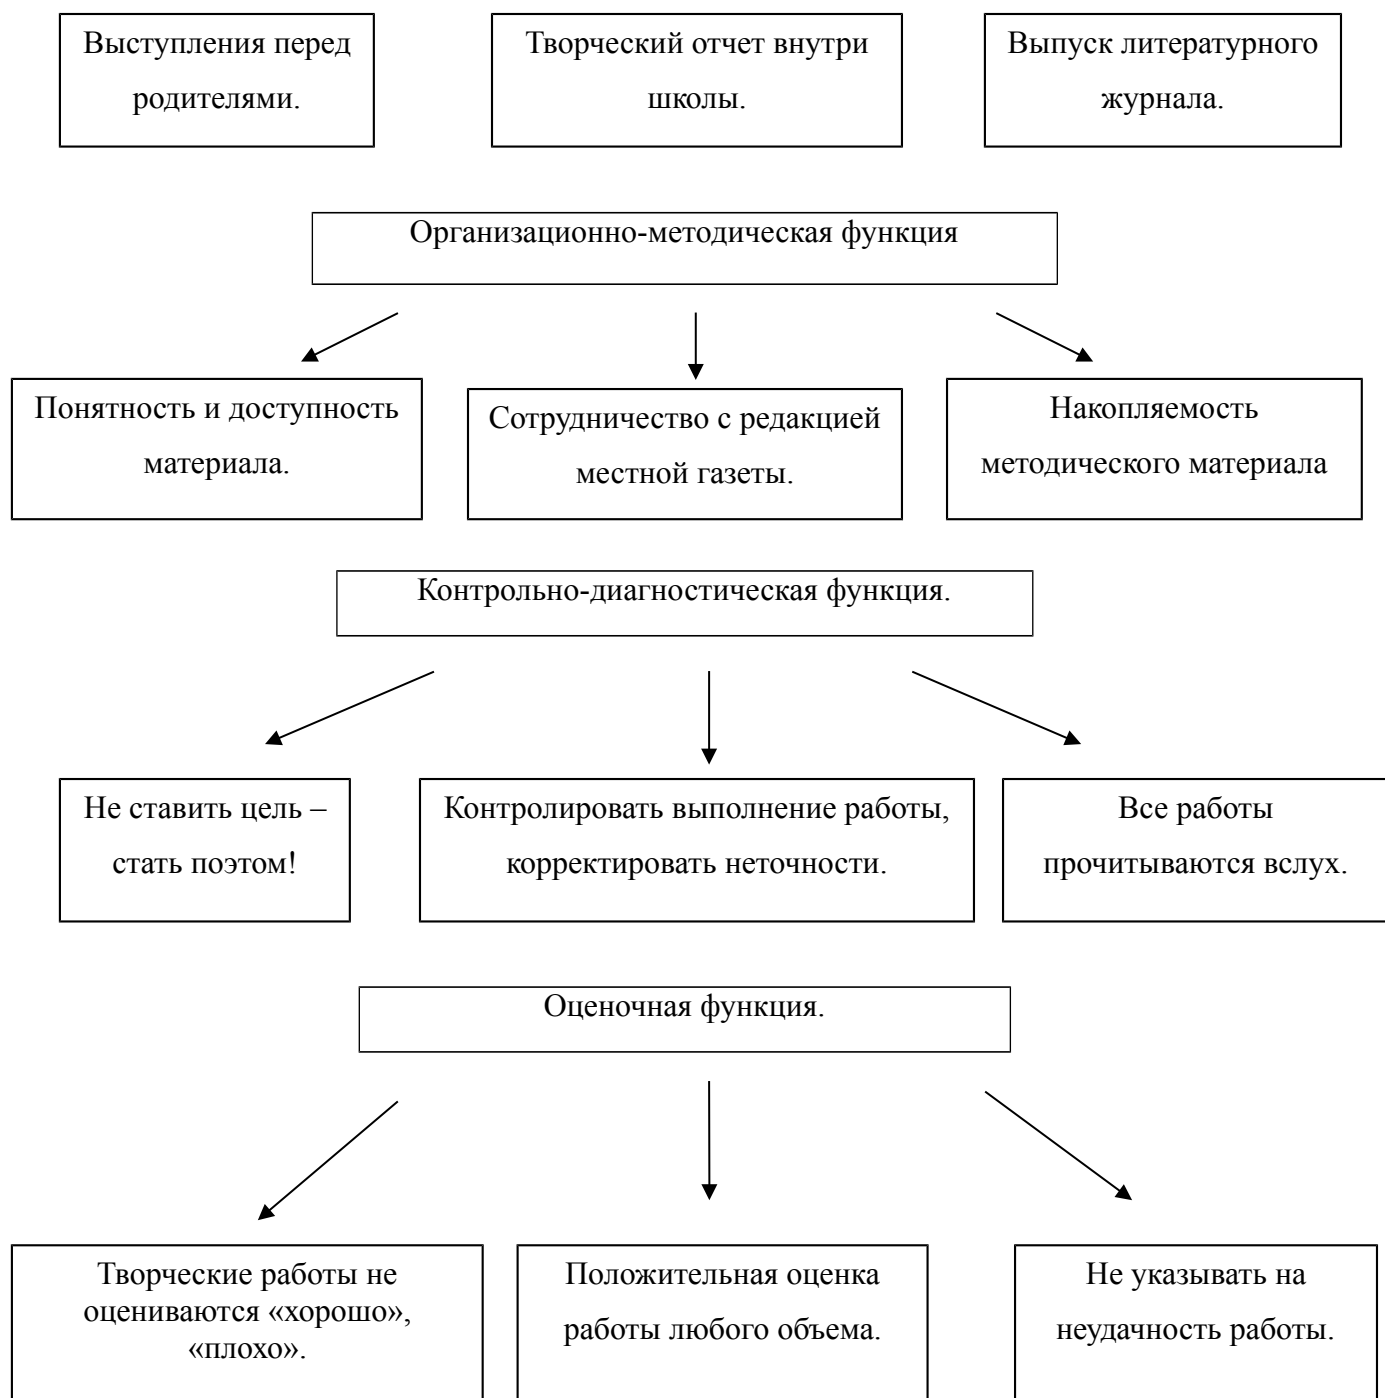 Выступления перед
родителями.
Творческий отчет внутри
школы.
Выпуск литературного
журнала.
Организационно-методическая функция
Понятность и доступность
материала.
Сотрудничество с редакцией
местной газеты.
Накопляемость
методического материала
Контрольно-диагностическая функция.
Не ставить цель –
стать поэтом!
Контролировать выполнение работы,
корректировать неточности.
Все работы
прочитываются вслух.
Оценочная функция.
Творческие работы не
оцениваются «хорошо»,
«плохо».
Положительная оценка
работы любого объема.
Не указывать на
неудачность работы.